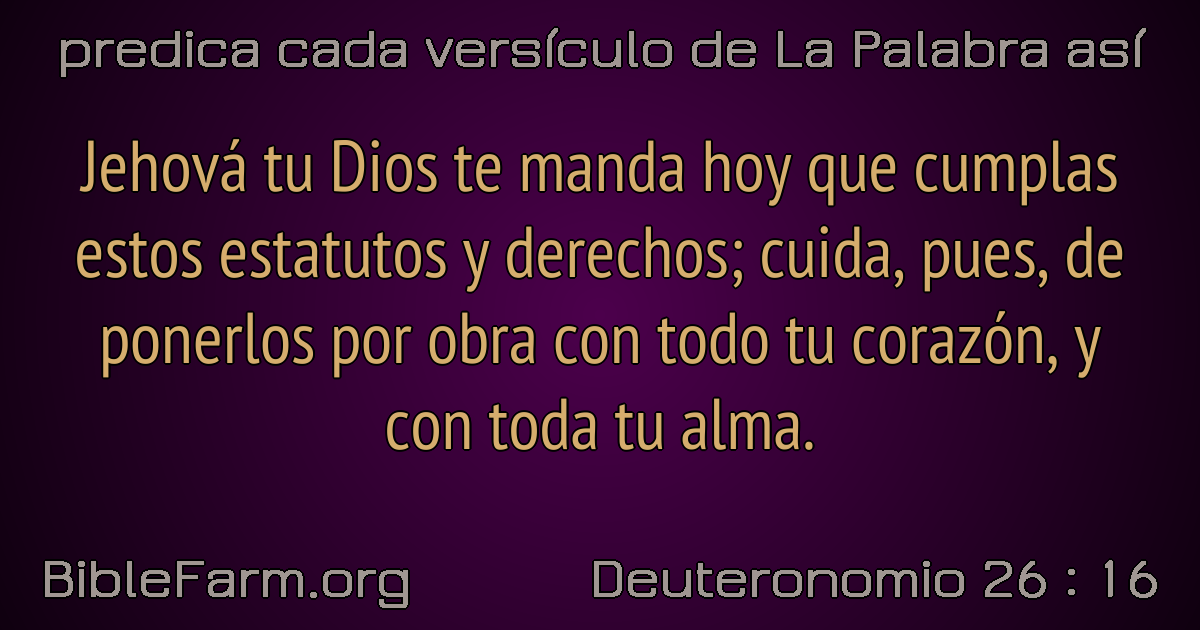 predica cada versículo de La Palabra así
Jehová tu Dios te manda hoy que cumplas
estos estatutos y derechos; cuida, pues, de
ponerlos por obra con todo tu corazón, y
con toda tu alma.
BibleFarm.org
Deuteronomio 26 : 16